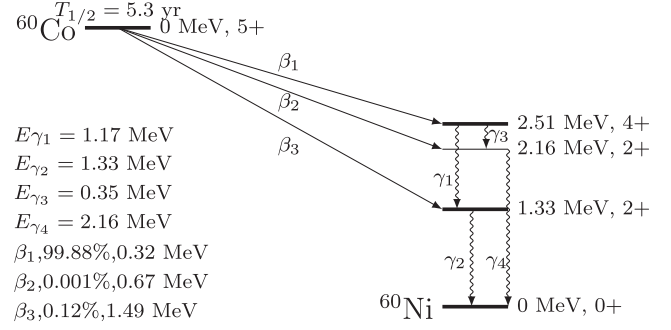 T1/2 = 5.3 yr
60Co
0 MeV, 5+
β1
β2
β3
2.51 MeV, 4+
γ3
2.16 MeV, 2+
γ1
1.33 MeV, 2+
γ2
γ4
60Ni
0 MeV, 0+
Eγ1 = 1.17 MeV
Eγ2 = 1.33 MeV
Eγ3 = 0.35 MeV
Eγ4 = 2.16 MeV
β1,99.88%,0.32 MeV
β2,0.001%,0.67 MeV
β3,0.12%,1.49 MeV